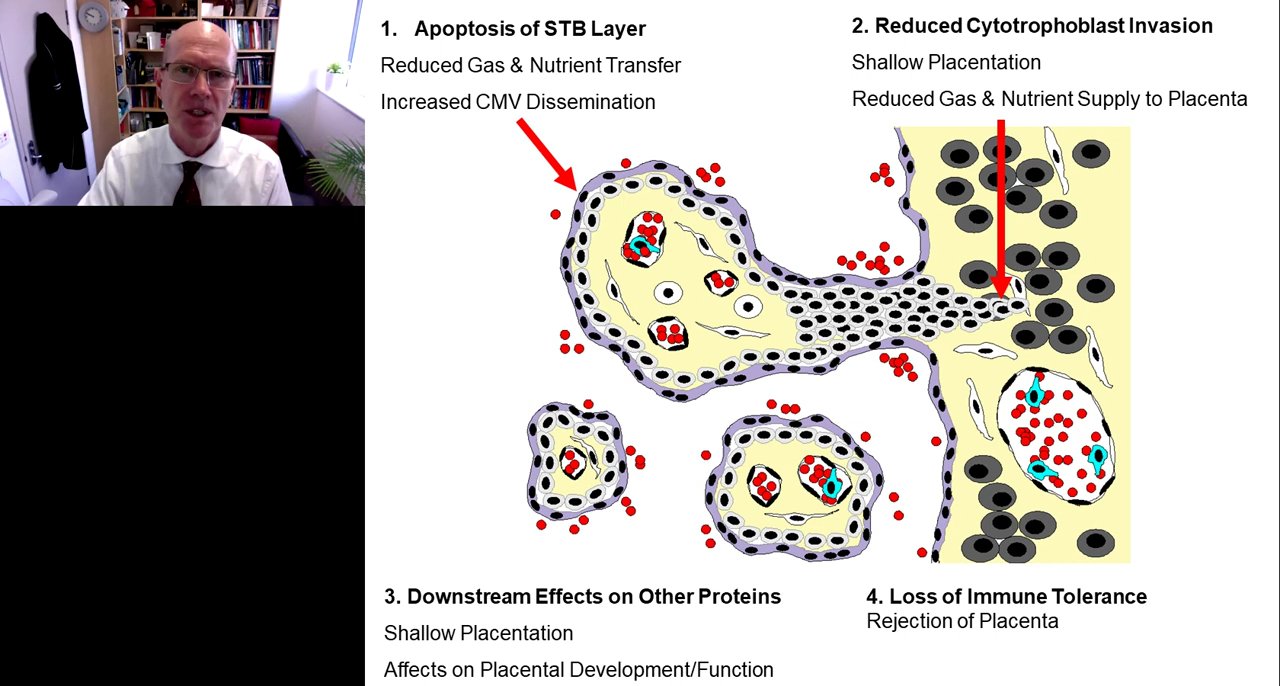 1. Apoptosis of STB Layer
Reduced Gas & Nutrient Transfer
Increased CMV Dissemination
2. Reduced Cytotrophoblast Invasion
Shallow Placentation
Reduced Gas & Nutrient Supply to Placenta
3. Downstream Effects on Other Proteins
Shallow Placentation
Affects on Placental Development/Function
4. Loss of Immune Tolerance
Rejection of Placenta